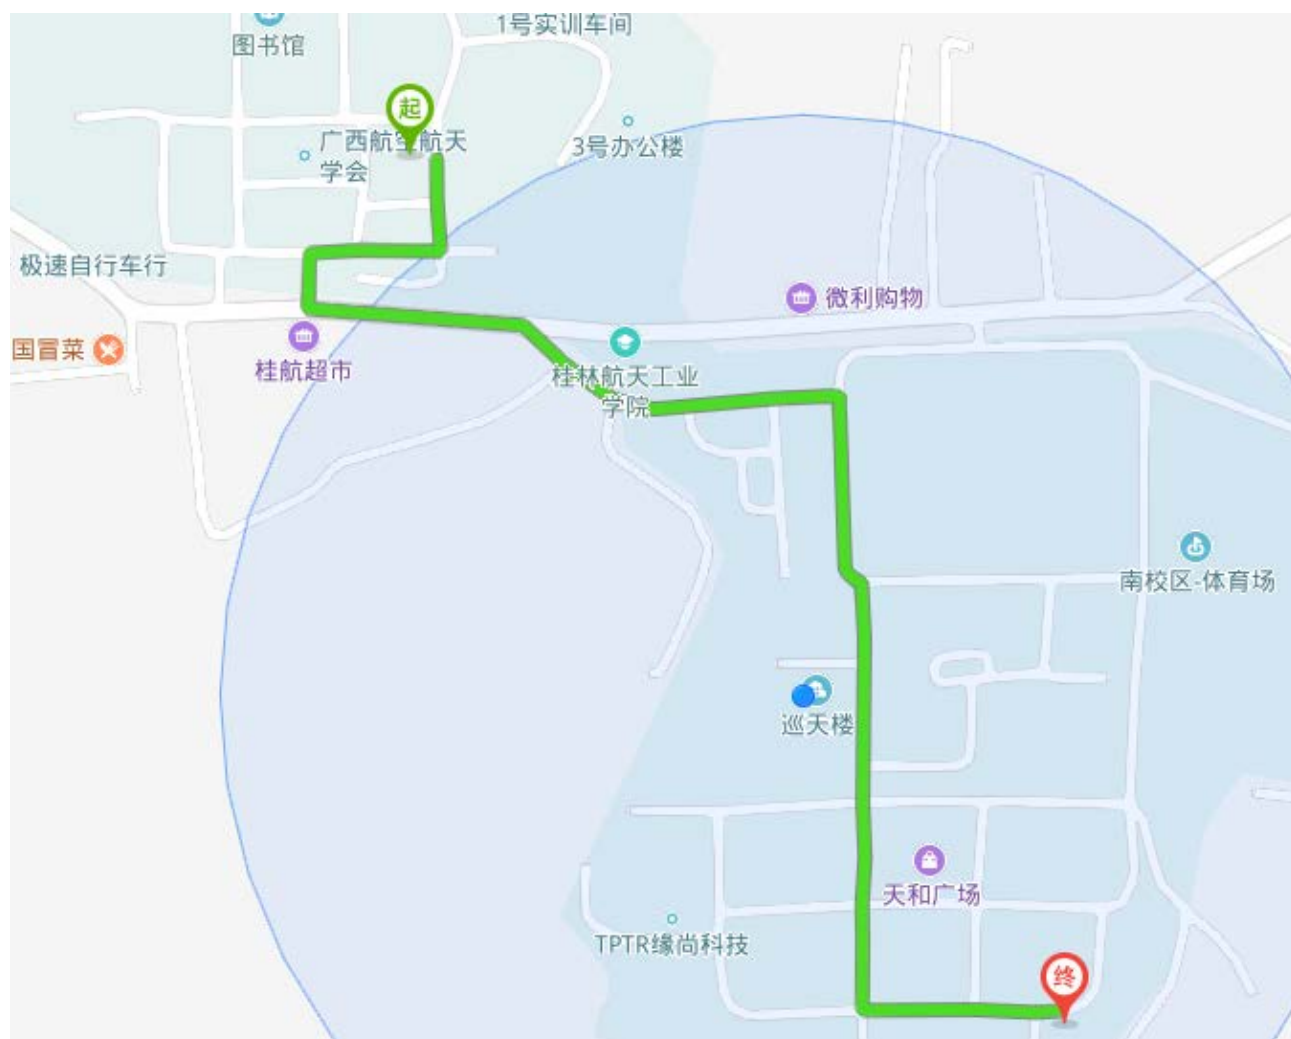 1号实训车间
图书馆
起
广西航空航天
学会
3号办公楼
极速自行车行
微利购物
国冒菜
桂航超市
桂林航天工业
学院
南校区-体育场
巡天楼
天和广场
TPTR缘尚科技
终